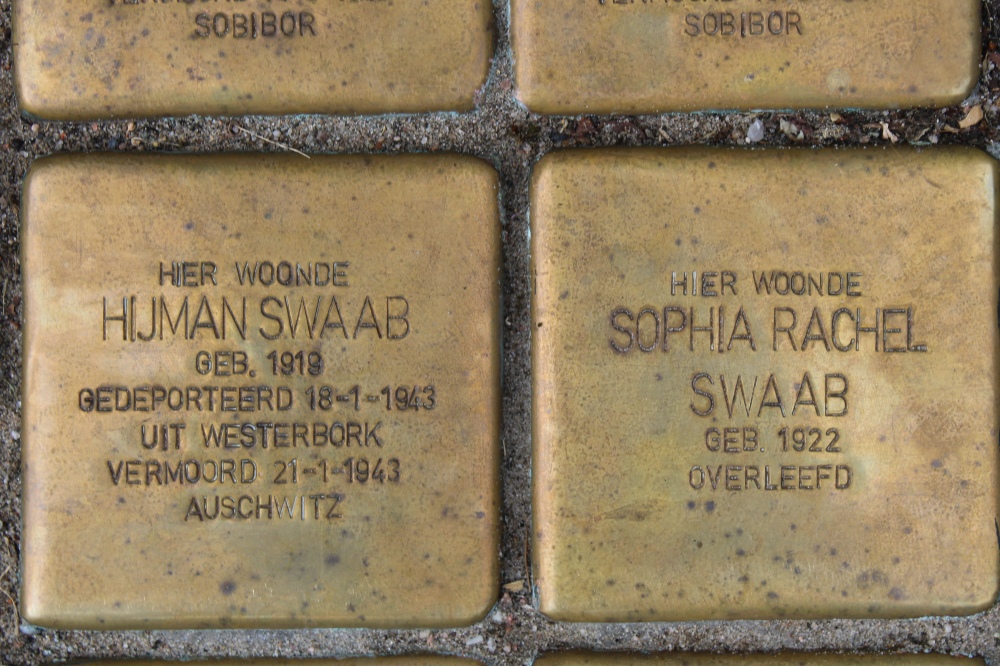 SOBIBOR
SOBIBOR
HIER WOONDE
HIJMAN SWAAB
GEB. 1919
GEDEPORTEERD 18-1-1943
UIT WESTERBORK
VERMOORD 21-1-1943
AUSCHWITZ
HIER WOONDE
SOPHIA RACHEL
SWAAB
GEB. 1922
OVERLEEFD